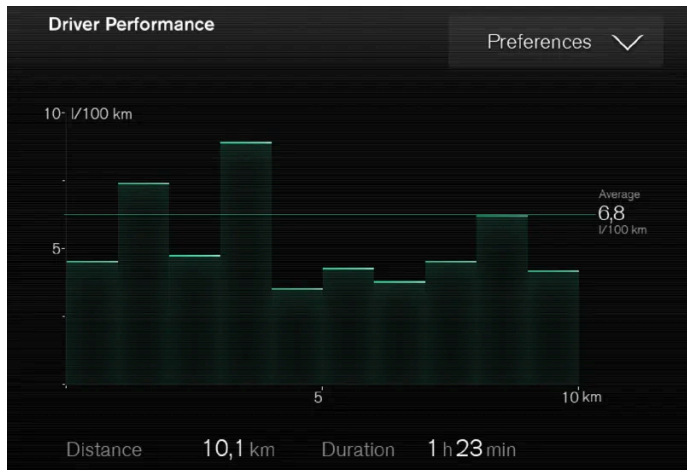 Driver Performance
Preferences
10- l/100 km
Average
6,8
l/100 km
5-
5
10 km
Distance 10,1 km Duration 1 h 23 min